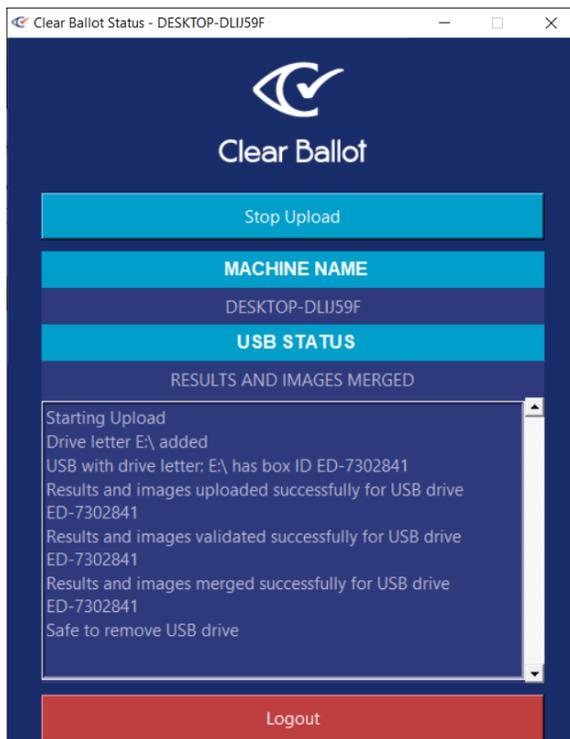 Clear Ballot Status - DESKTOP-DLIJ59F
Clear Ballot
Stop Upload
MACHINE NAME
DESKTOP-DLIJ59F
USB STATUS
RESULTS AND IMAGES MERGED
Starting Upload
Drive letter E:\ added
USB with drive letter: E:\ has box ID ED-7302841
Results and images uploaded successfully for USB drive
ED-7302841
Results and images validated successfully for USB drive
ED-7302841
Results and images merged successfully for USB drive
ED-7302841
Safe to remove USB drive
Logout